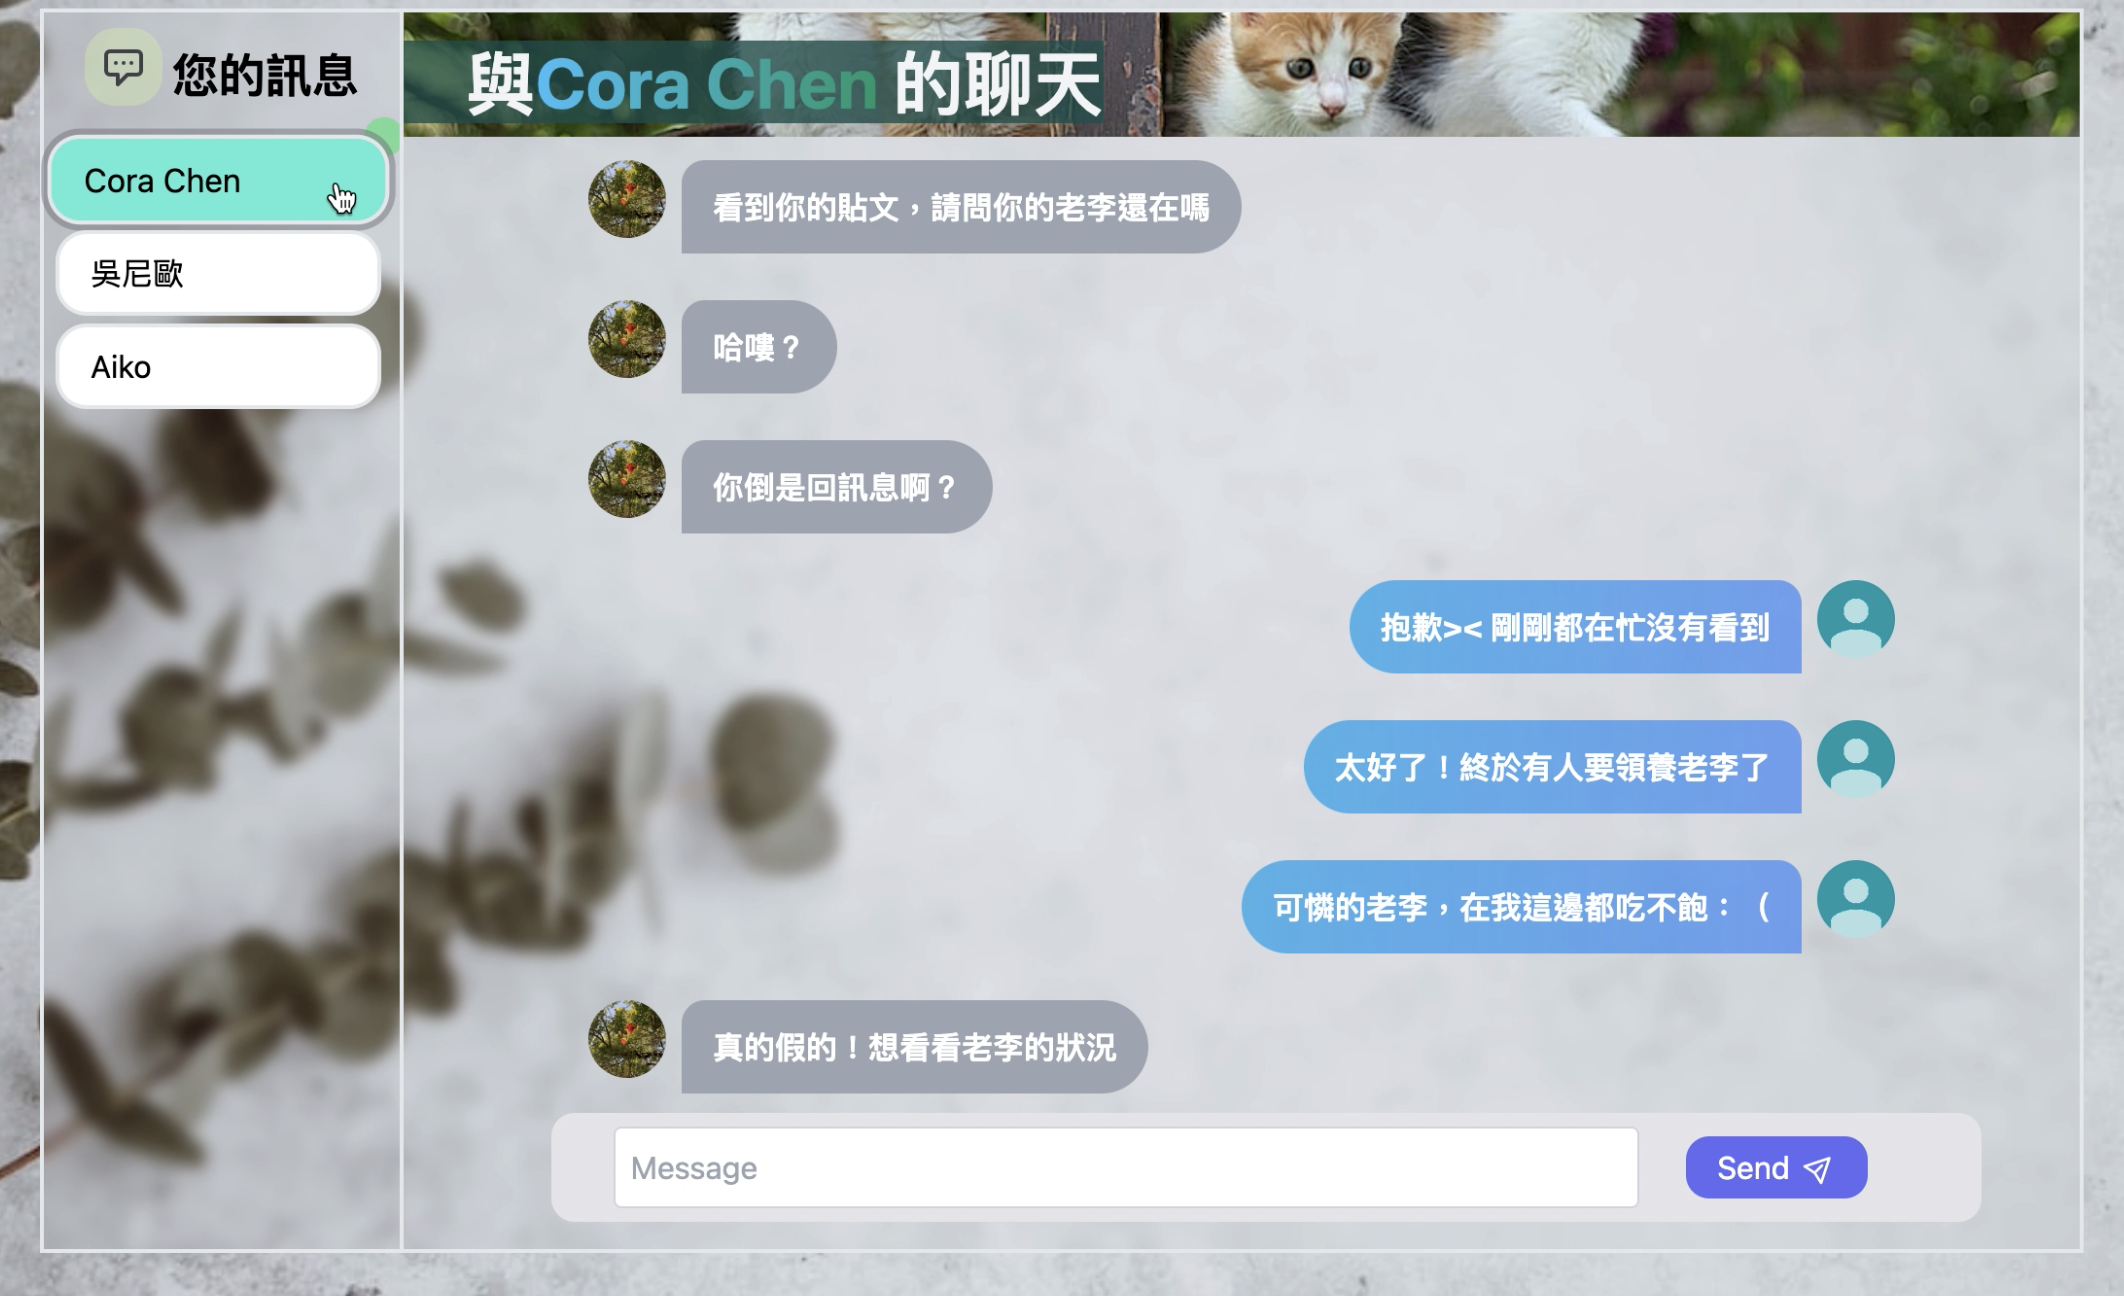 您的訊息
Cora Chen
吳尼歐
Aiko
與Cora Chen 的聊天
看到你的貼文，請問你的老李還在嗎
哈嘍？
你倒是回訊息啊？
抱歉>< 剛剛都在忙沒有看到
太好了！終於有人要領養老李了
可憐的老李，在我這邊都吃不飽：（
真的假的！想看看老李的狀況
Message
Send